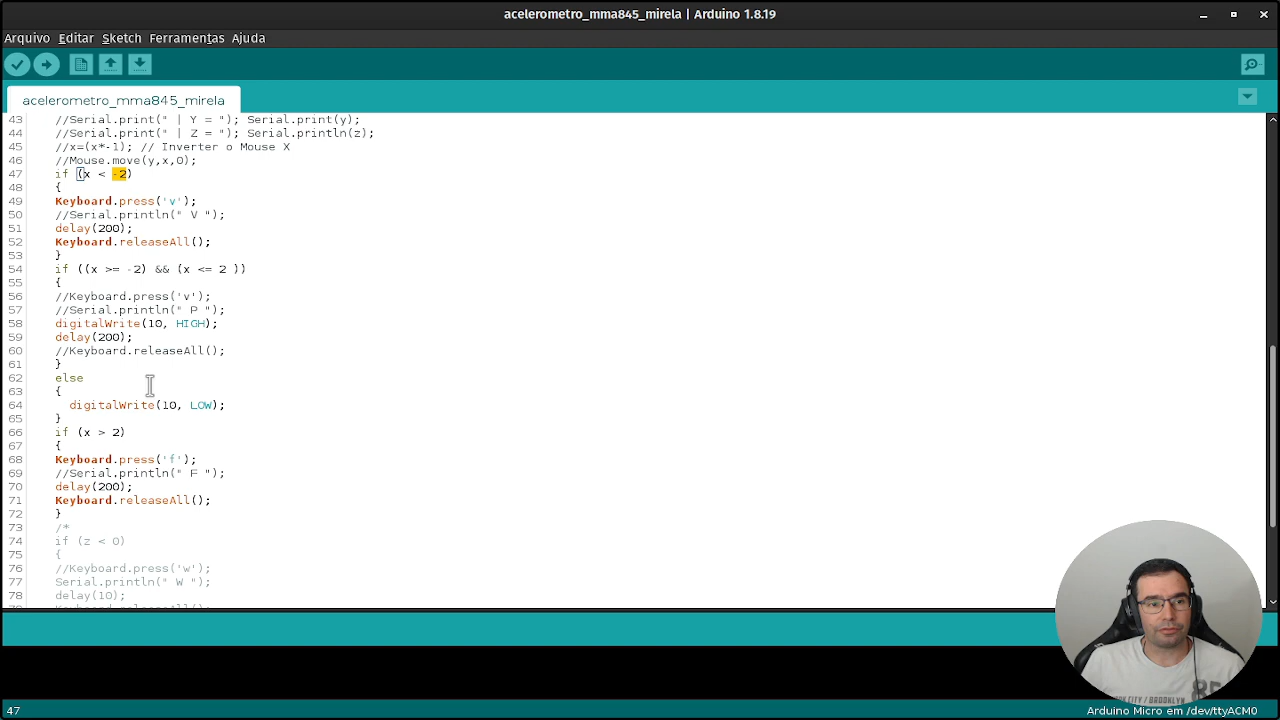 acelerometro_mma845_mirela | Arduino 1.8.19
Arquivo Editar Sketch Ferramentas Ajuda
acelerometro_mma845_mirela
43 //Serial.print(" | Y = "); Serial.print(y);
44 //Serial.print(" | Z = "); Serial.println(z);
45 //x=(x*-1); // Inverter o Mouse X
46 //Mouse.move(y,x,0);
47 if (x < -2)
48 {
49 Keyboard.press('v');
50 //Serial.println(" V ");
51 delay(200);
52 Keyboard.releaseAll();
53 }
54 if ((x >= -2) && (x <= 2 ))
55 {
56 //Keyboard.press('v');
57 //Serial.println(" P ");
58 digitalWrite(10, HIGH);
59 delay(200);
60 //Keyboard.releaseAll();
61 }
62 else
63 {
64 digitalWrite(10, LOW);
65 }
66 if (x > 2)
67 {
68 Keyboard.press('f');
69 //Serial.println(" F ");
70 delay(200);
71 Keyboard.releaseAll();
72 }
73 /*
74 if (z < 0)
75 {
76 //Keyboard.press('w');
77 Serial.println(" W ");
78 delay(10);
47
Arduino Micro em /dev/ttyACM0